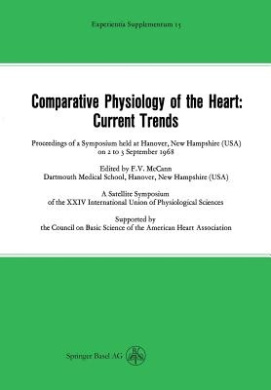 Experientia Supplementum 15
Comparative Physiology of the Heart:
Current Trends
Proceedings of a Symposium held at Hanover, New Hampshire (USA)
on 2 to 3 September 1968
Edited by F.V. McCann
Dartmouth Medical School, Hanover, New Hampshire (USA)
A Satellite Symposium
of the XXIV International Union of Physiological Sciences
Supported by
the Council on Basic Science of the American Heart Association
Springer Basel AG